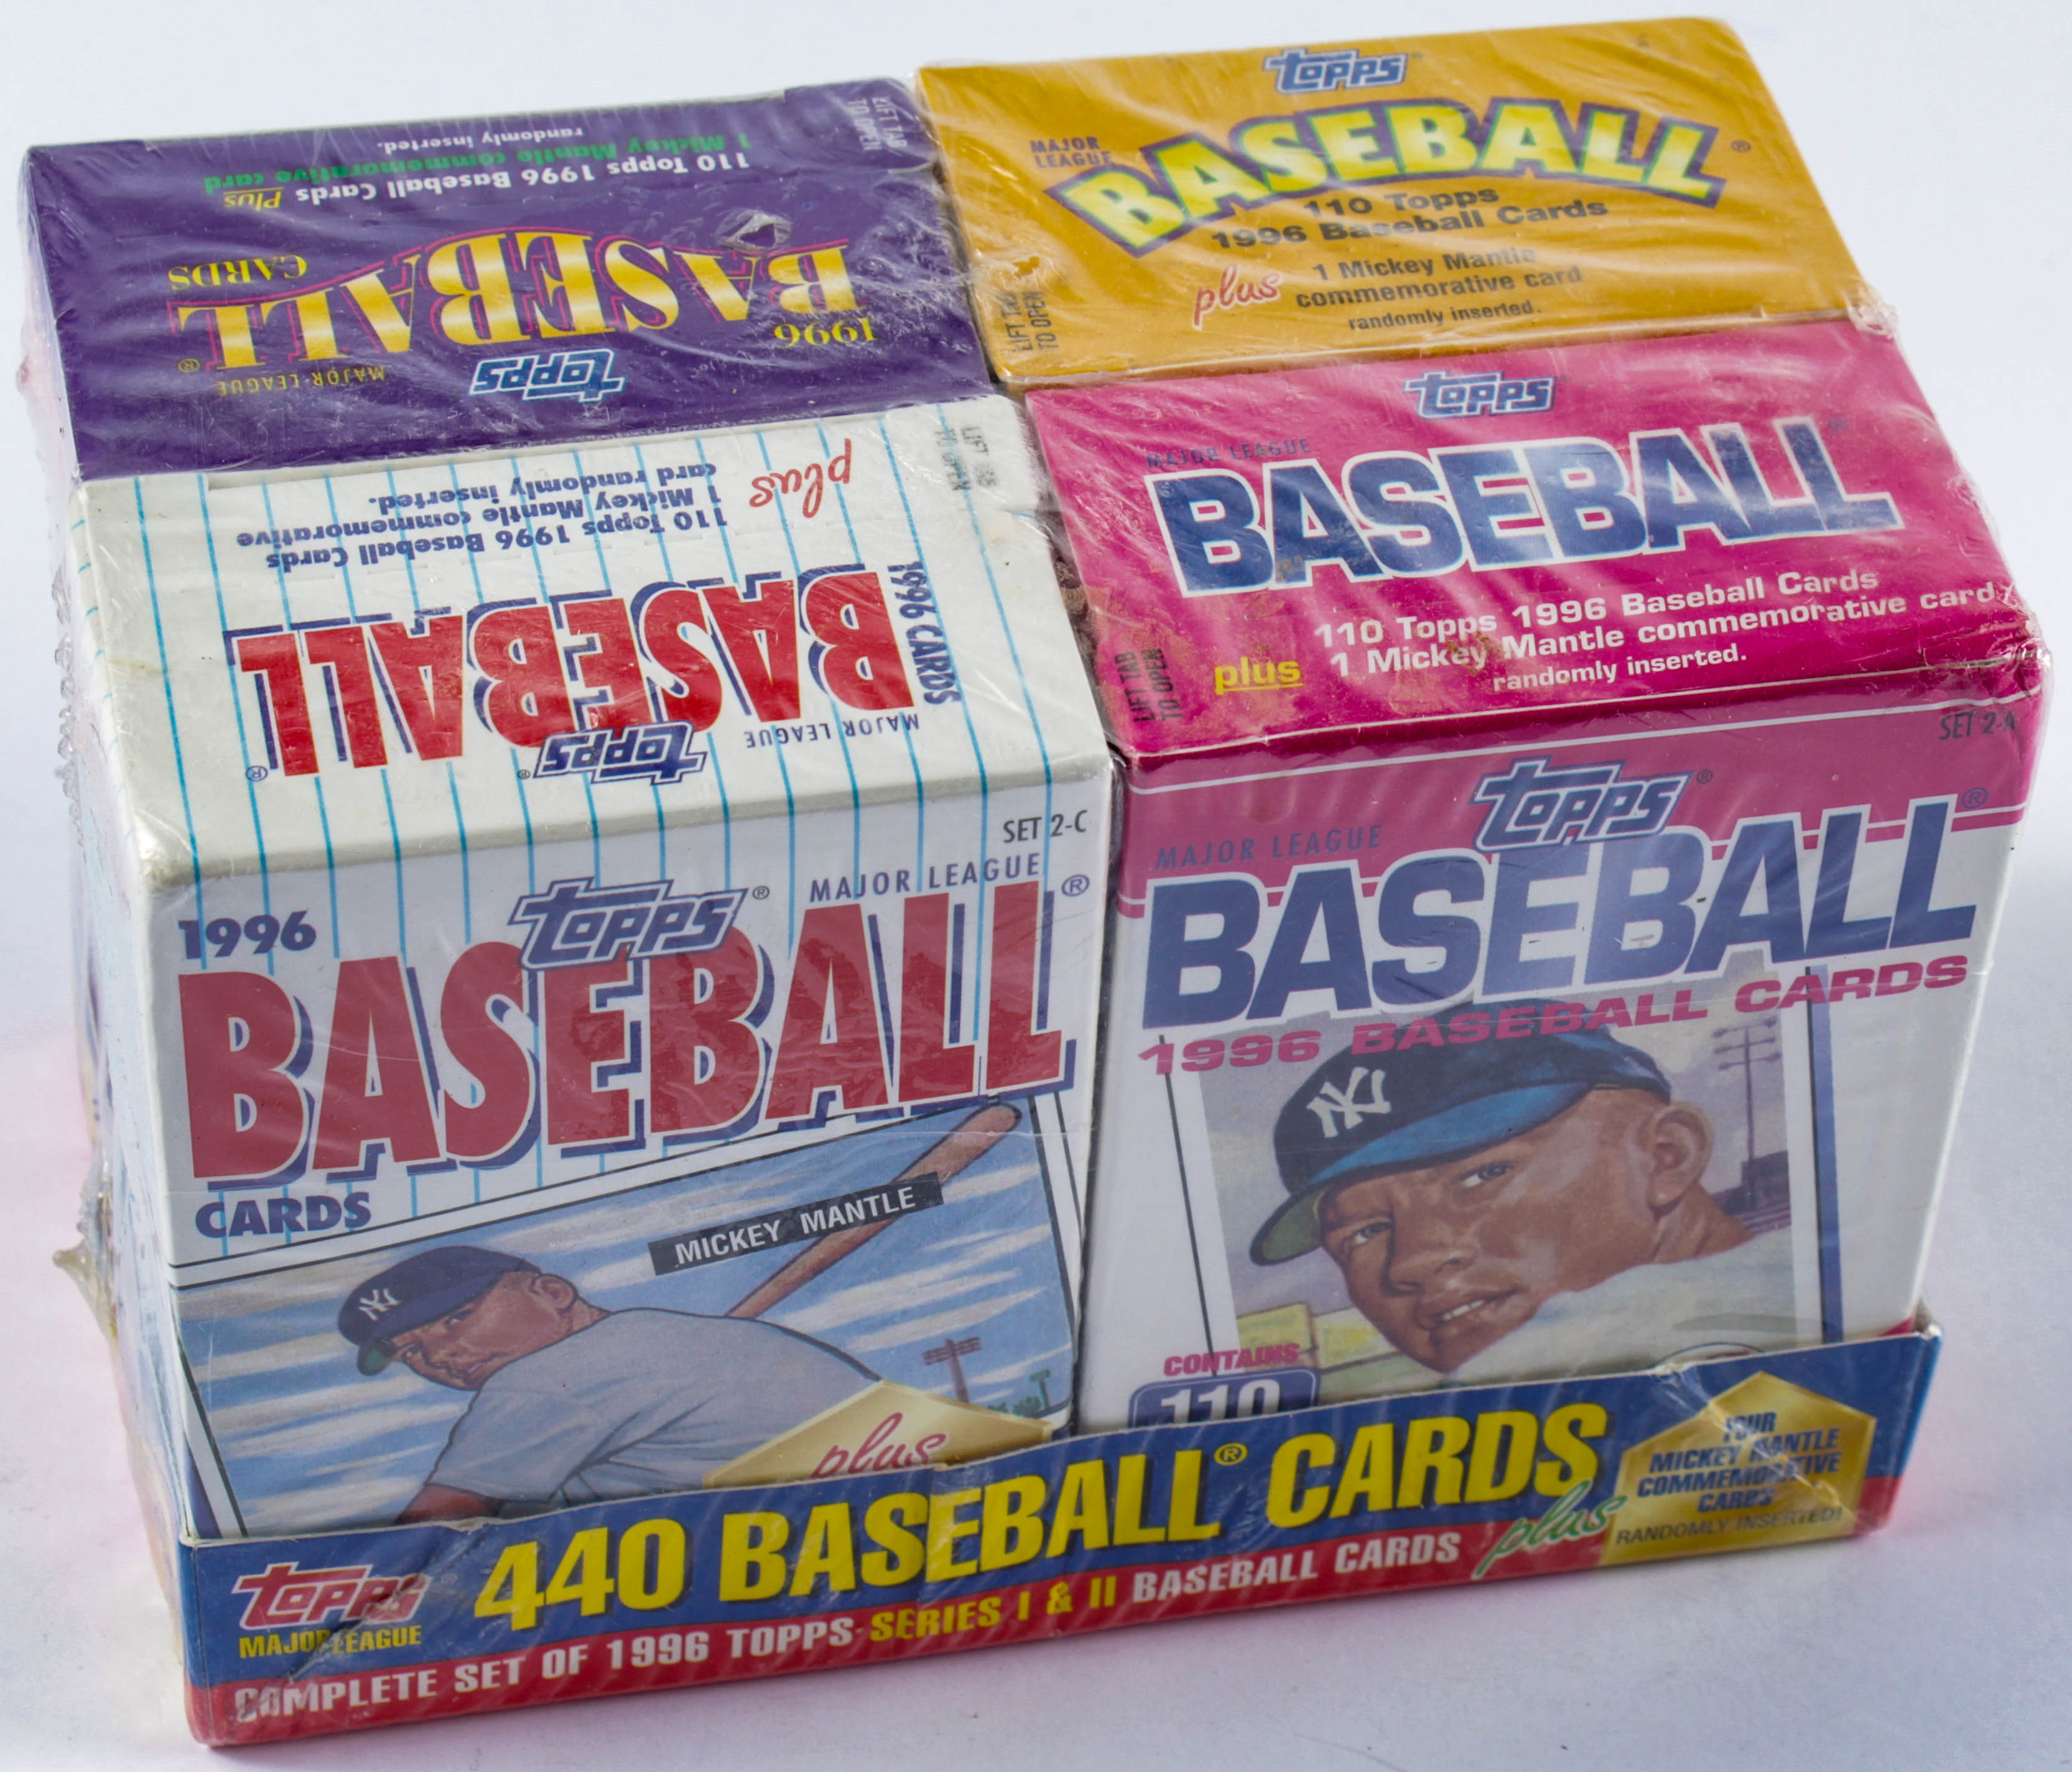 1996
Topps
MAJOR LEAGUE
BASEBALL®
CARDS
110 Topps 1996 Baseball Cards Plus
1 Mickey Mantle commemorative card
randomly inserted.
LIFT TAB
TO OPEN
Topps®
MAJOR
LEAGUE
BASEBALL®
110 Topps
1996 Baseball Cards
plus
1 Mickey Mantle
commemorative card
randomly inserted.
LIFT TAB
TO OPEN
MAJOR LEAGUE
Topps®
1996 CARDS
BASEBALL®
plus
110 Topps 1996 Baseball Cards
1 Mickey Mantle commemorative
card randomly inserted.
Topps®
MAJOR LEAGUE
BASEBALL®
110 Topps 1996 Baseball Cards
plus 1 Mickey Mantle commemorative card
randomly inserted.
LIFT TAB
TO OPEN
SET 2-C
1996 Topps® MAJOR LEAGUE
BASEBALL®
CARDS
MICKEY MANTLE
NY
plus
SET 2-A
Topps®
MAJOR LEAGUE
BASEBALL®
1996 BASEBALL CARDS
NY
CONTAINS
110
Topps®
MAJOR LEAGUE
440 BASEBALL® CARDS
plus
COMPLETE SET OF 1996 TOPPS SERIES I & II BASEBALL CARDS
YOUR
MICKEY MANTLE
COMMEMORATIVE
CARDS
RANDOMLY INSERTED!